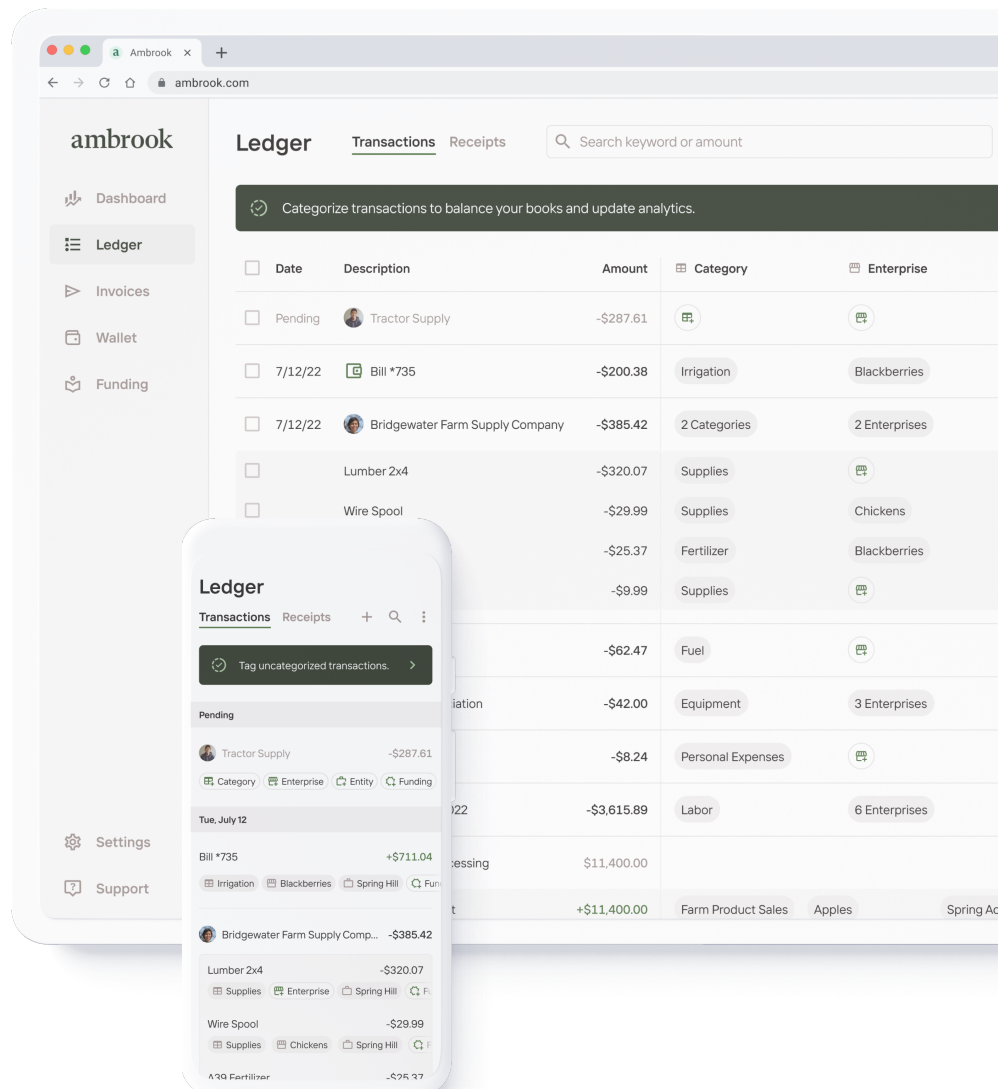 a Ambrook
ambrook.com
ambrook
Dashboard
Ledger
Invoices
Wallet
Funding
Settings
Support
Ledger Transactions Receipts Search keyword or amount
Categorize transactions to balance your books and update analytics.
Date Description Amount Category Enterprise
Pending Tractor Supply -$287.61
7/12/22 Bill *735 -$200.38 Irrigation Blackberries
7/12/22 Bridgewater Farm Supply Company -$385.42 2 Categories 2 Enterprises
Lumber 2x4 -$320.07 Supplies
Wire Spool -$29.99 Supplies Chickens
-$25.37 Fertilizer Blackberries
-$9.99 Supplies
-$62.47 Fuel
iation -$42.00 Equipment 3 Enterprises
-$8.24 Personal Expenses
022 -$3,615.89 Labor 6 Enterprises
cessing $11,400.00
t +$11,400.00 Farm Product Sales Apples Spring Ac
Ledger
Transactions Receipts
Tag uncategorized transactions.
Pending
Tractor Supply -$287.61
Category Enterprise Entity Funding
Tue, July 12
Bill *735 +$711.04
Irrigation Blackberries Spring Hill Fun
Bridgewater Farm Supply Comp... -$385.42
Lumber 2x4 -$320.07
Supplies Enterprise Spring Hill Fu
Wire Spool -$29.99
Supplies Chickens Spring Hill F
A39 Fertilizer -$25.37